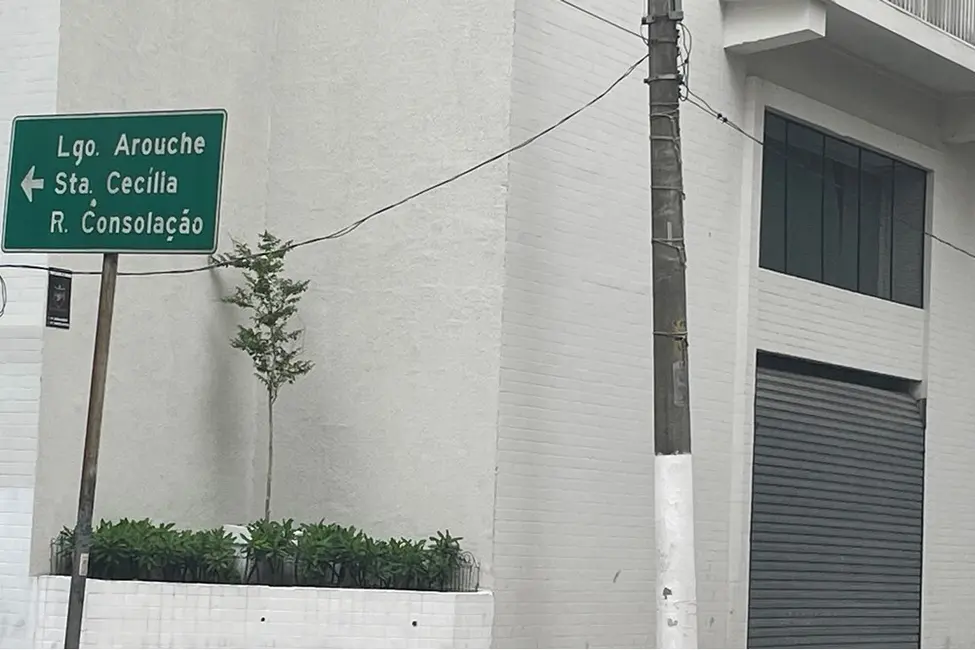 Lgo. Arouche
Sta. Cecília
R. Consolação